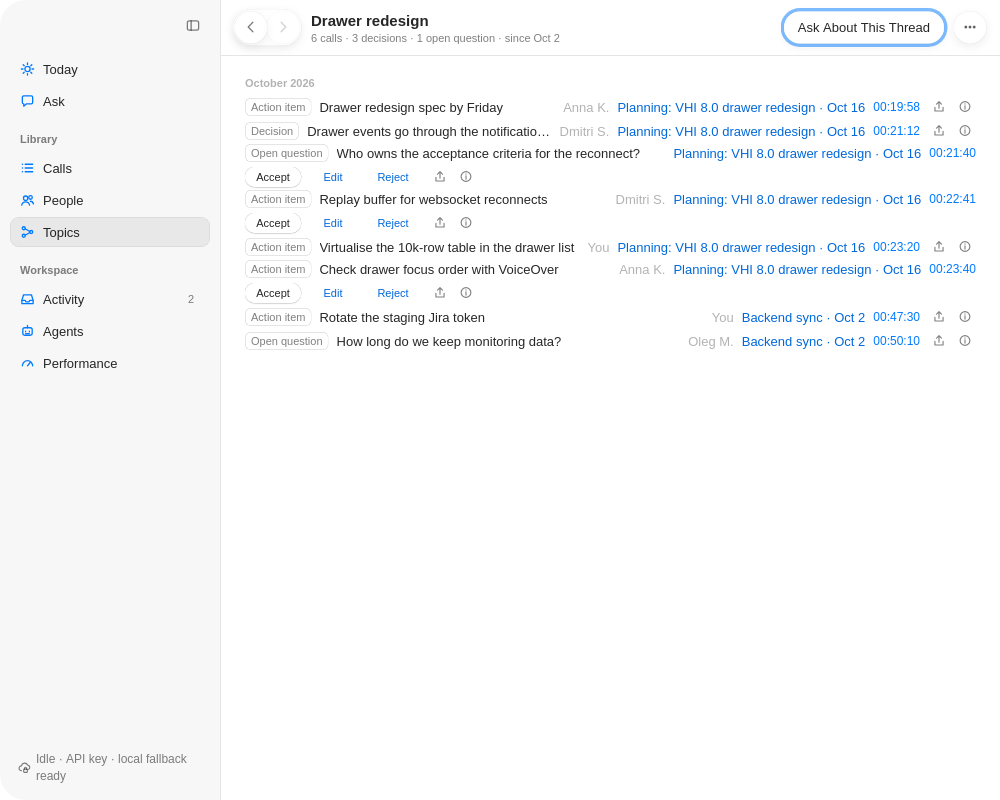 Drawer redesign
6 calls · 3 decisions · 1 open question · since Oct 2
Ask About This Thread
Today
Ask
Library
Calls
People
Topics
Workspace
Activity 2
Agents
Performance
Idle · API key · local fallback
ready
October 2026
Action item Drawer redesign spec by Friday Anna K. Planning: VHI 8.0 drawer redesign · Oct 16 00:19:58
Decision Drawer events go through the notificatio… Dmitri S. Planning: VHI 8.0 drawer redesign · Oct 16 00:21:12
Open question Who owns the acceptance criteria for the reconnect? Planning: VHI 8.0 drawer redesign · Oct 16 00:21:40
Accept Edit Reject
Action item Replay buffer for websocket reconnects Dmitri S. Planning: VHI 8.0 drawer redesign · Oct 16 00:22:41
Accept Edit Reject
Action item Virtualise the 10k-row table in the drawer list You Planning: VHI 8.0 drawer redesign · Oct 16 00:23:20
Action item Check drawer focus order with VoiceOver Anna K. Planning: VHI 8.0 drawer redesign · Oct 16 00:23:40
Accept Edit Reject
Action item Rotate the staging Jira token You Backend sync · Oct 2 00:47:30
Open question How long do we keep monitoring data? Oleg M. Backend sync · Oct 2 00:50:10